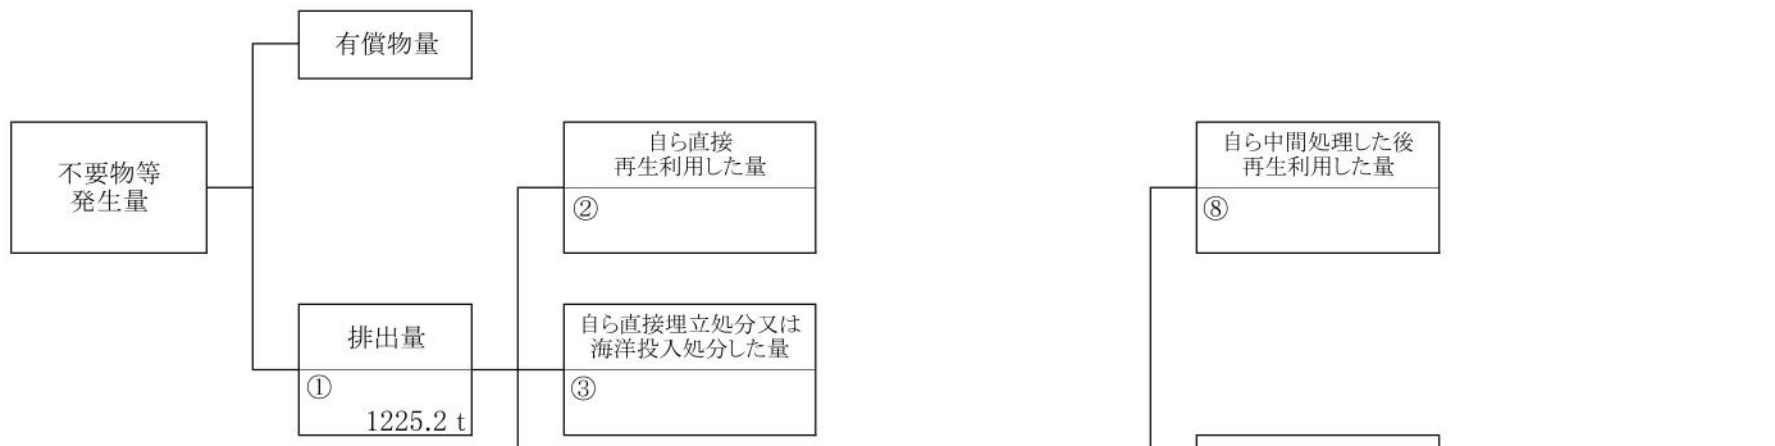 有償物量
不要物等
発生量
自ら直接
再生利用した量
②
自ら中間処理した後
再生利用した量
⑧
排出量
①
1225.2 t
自ら直接埋立処分又は
海洋投入処分した量
③